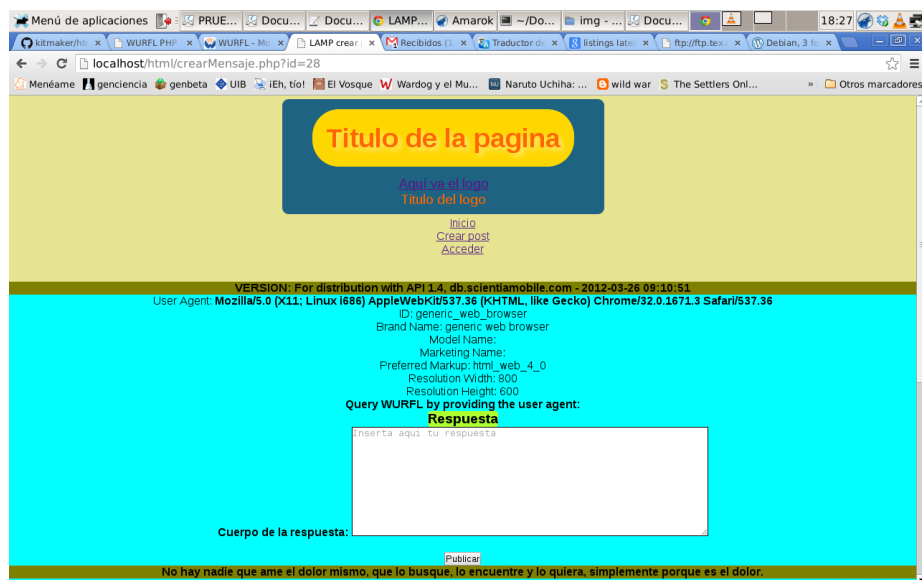 Menú de aplicaciones PRUE... Docu... Docu... LAMP... Amarok ~/Do... img - ... Docu... 18:27
kitmaker/h WURFL PHP WURFL - Mo LAMP crear Recibidos (1 Traductor de listings late ftp://ftp.tex. Debian, 3 fo
localhost/html/crearMensaje.php?id=28
Menéame genciencia genbeta UIB ¡Eh, tío! El Vosque Wardog y el Mu... Naruto Uchiha: ... wild war The Settlers Onl... » Otros marcadores
Titulo de la pagina
Aquí va el logo
Titulo del logo
Inicio
Crear post
Acceder
VERSION: For distribution with API 1.4, db.scientiamobile.com - 2012-03-26 09:10:51
User Agent: Mozilla/5.0 (X11; Linux i686) AppleWebKit/537.36 (KHTML, like Gecko) Chrome/32.0.1671.3 Safari/537.36
ID: generic_web_browser
Brand Name: generic web browser
Model Name:
Marketing Name:
Preferred Markup: html_web_4_0
Resolution Width: 800
Resolution Height: 600
Query WURFL by providing the user agent:
Respuesta
Inserta aqui tu respuesta
Cuerpo de la respuesta:
Publicar
No hay nadie que ame el dolor mismo, que lo busque, lo encuentre y lo quiera, simplemente porque es el dolor.